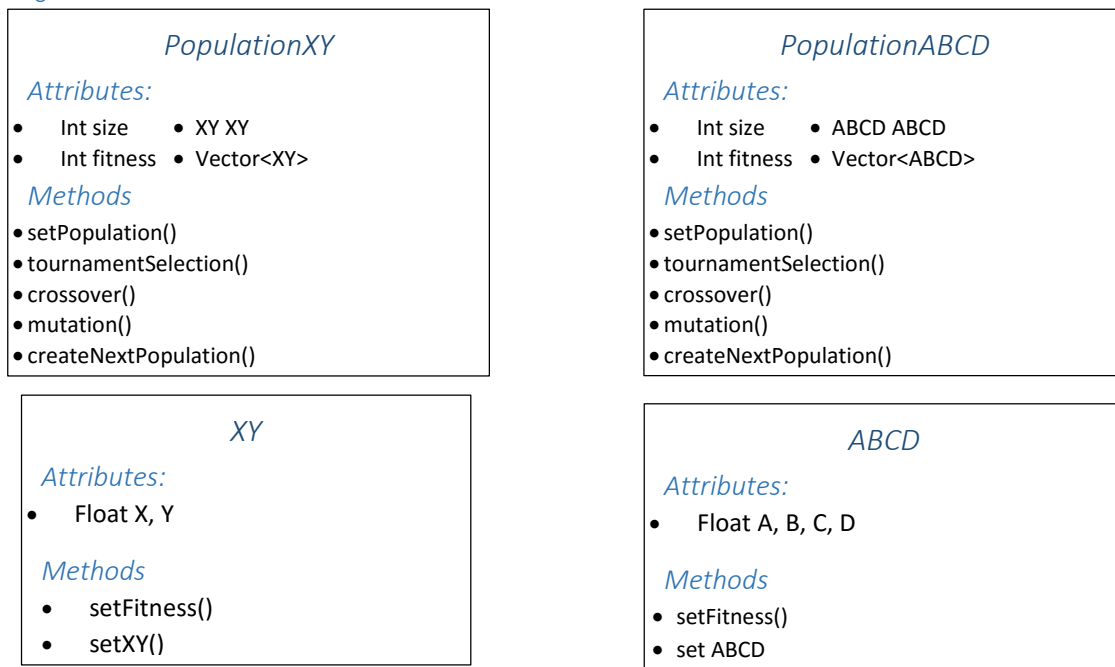 PopulationXY
Attributes:
• Int size • XY XY
• Int fitness • Vector<XY>
Methods
• setPopulation()
• tournamentSelection()
• crossover()
• mutation()
• createNextPopulation()
PopulationABCD
Attributes:
• Int size • ABCD ABCD
• Int fitness • Vector<ABCD>
Methods
• setPopulation()
• tournamentSelection()
• crossover()
• mutation()
• createNextPopulation()
XY
Attributes:
• Float X, Y
Methods
• setFitness()
• setXY()
ABCD
Attributes:
• Float A, B, C, D
Methods
• setFitness()
• set ABCD